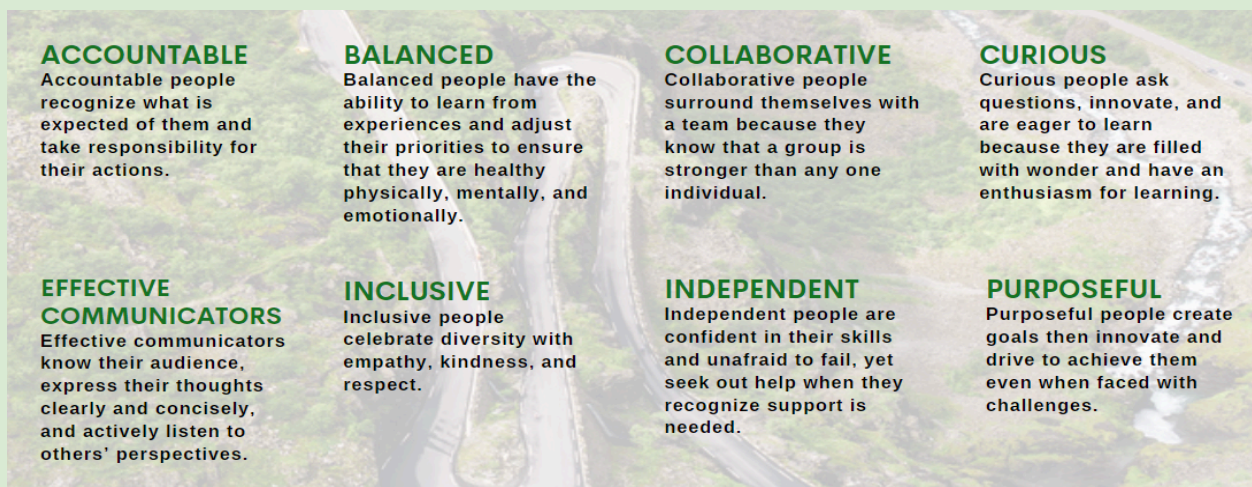 ACCOUNTABLE
Accountable people
recognize what is
expected of them and
take responsibility for
their actions.
BALANCED
Balanced people have the
ability to learn from
experiences and adjust
their priorities to ensure
that they are healthy
physically, mentally, and
emotionally.
COLLABORATIVE
Collaborative people
surround themselves with
a team because they
know that a group is
stronger than any one
individual.
CURIOUS
Curious people ask
questions, innovate, and
are eager to learn
because they are filled
with wonder and have an
enthusiasm for learning.
EFFECTIVE
COMMUNICATORS
Effective communicators
know their audience,
express their thoughts
clearly and concisely,
and actively listen to
others’ perspectives.
INCLUSIVE
Inclusive people
celebrate diversity with
empathy, kindness, and
respect.
INDEPENDENT
Independent people are
confident in their skills
and unafraid to fail, yet
seek out help when they
recognize support is
needed.
PURPOSEFUL
Purposeful people create
goals then innovate and
drive to achieve them
even when faced with
challenges.